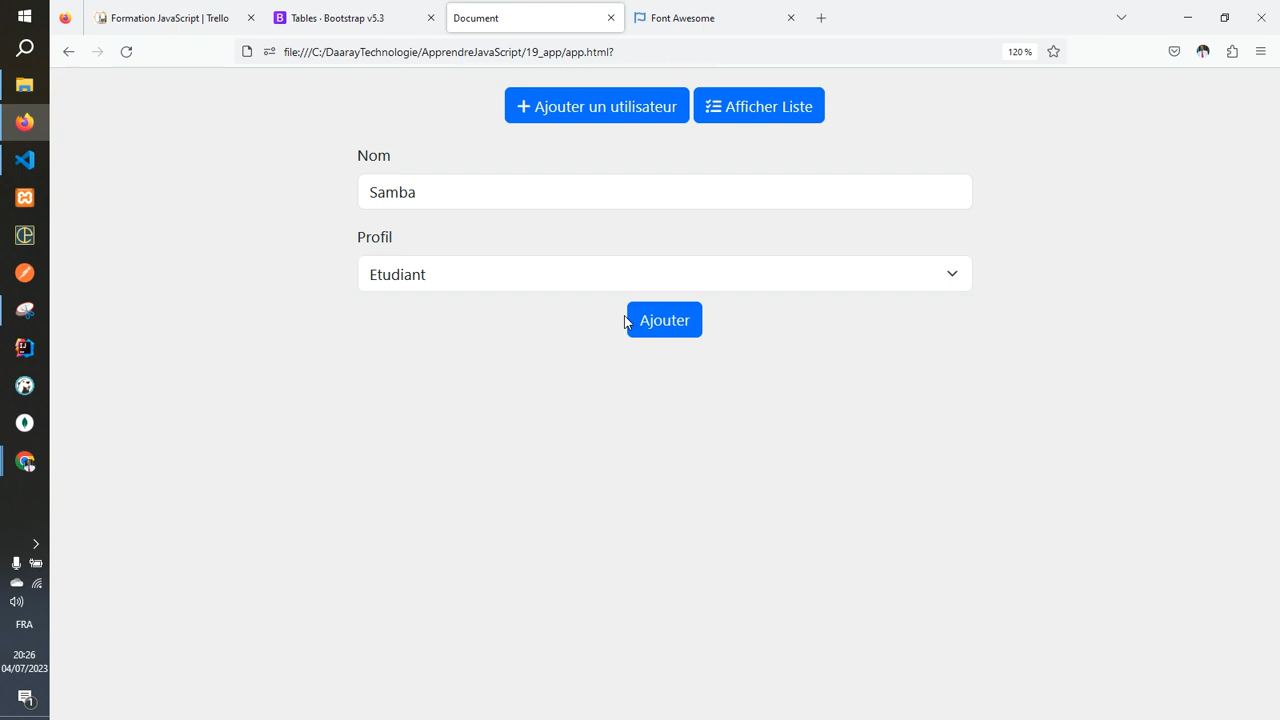 Formation JavaScript | Trello
Tables · Bootstrap v5.3
Document
Font Awesome
file:///C:/DaarayTechnologie/ApprendreJavaScript/19_app/app.html?
120 %
Ajouter un utilisateur
Afficher Liste
Nom
Samba
Profil
Etudiant
Ajouter
FRA
20:26
04/07/2023
1